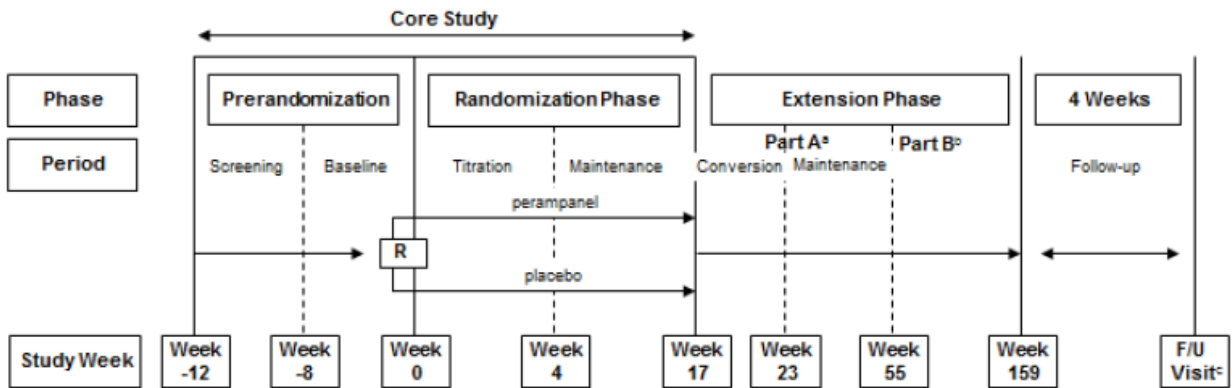 Core Study
Phase
Prerandomization
Randomization Phase
Extension Phase
4 Weeks
Part Aᵃ
Part Bᵇ
Period
Screening
Baseline
Titration
Maintenance
Conversion
Maintenance
Follow-up
perampanel
R
placebo
Study Week
Week
-12
Week
-8
Week
0
Week
4
Week
17
Week
23
Week
55
Week
159
F/U
Visitᶜ